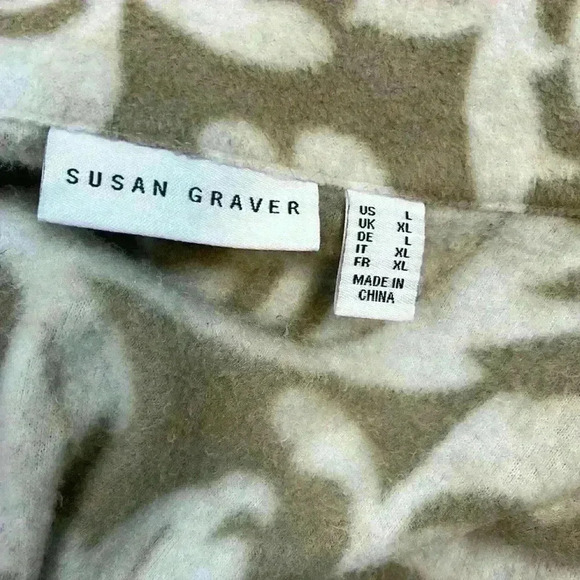 SUSAN GRAVER
US L
UK XL
DE L
IT XL
FR XL
MADE IN
CHINA